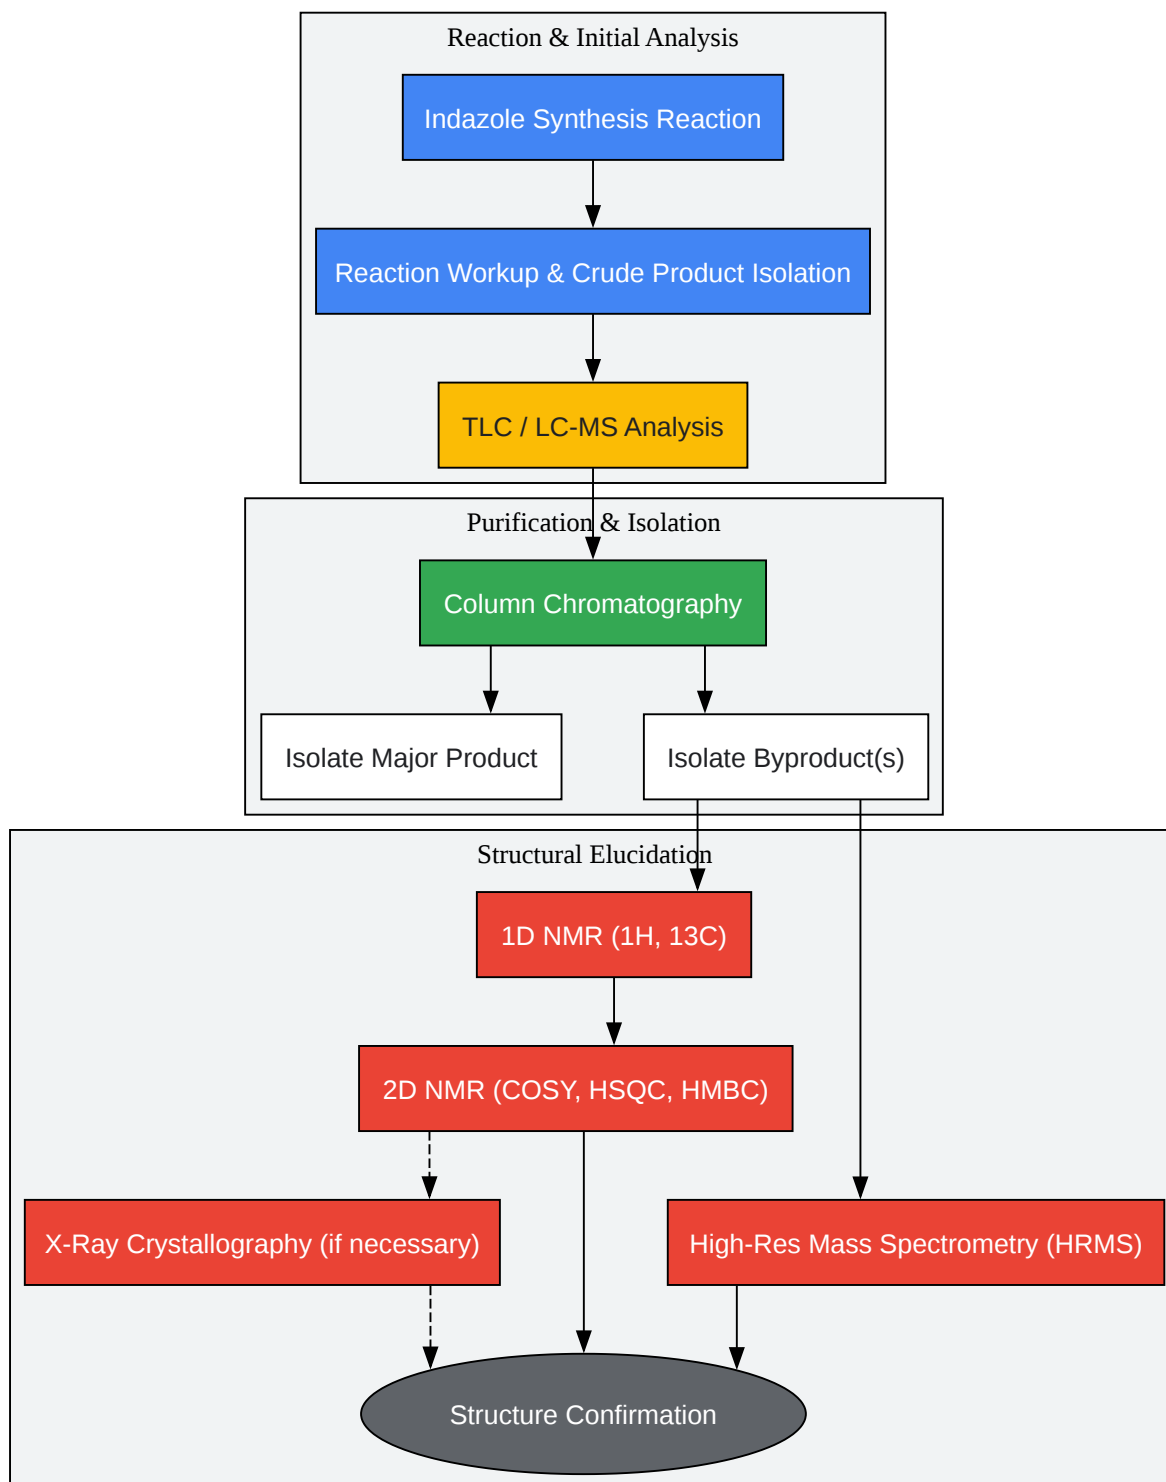 Reaction & Initial Analysis
Indazole Synthesis Reaction
Reaction Workup & Crude Product Isolation
TLC / LC-MS Analysis
Purification & Isolation
Column Chromatography
Isolate Major Product
Isolate Byproduct(s)
Structural Elucidation
1D NMR (1H, 13C)
2D NMR (COSY, HSQC, HMBC)
X-Ray Crystallography (if necessary)
High-Res Mass Spectrometry (HRMS)
Structure Confirmation